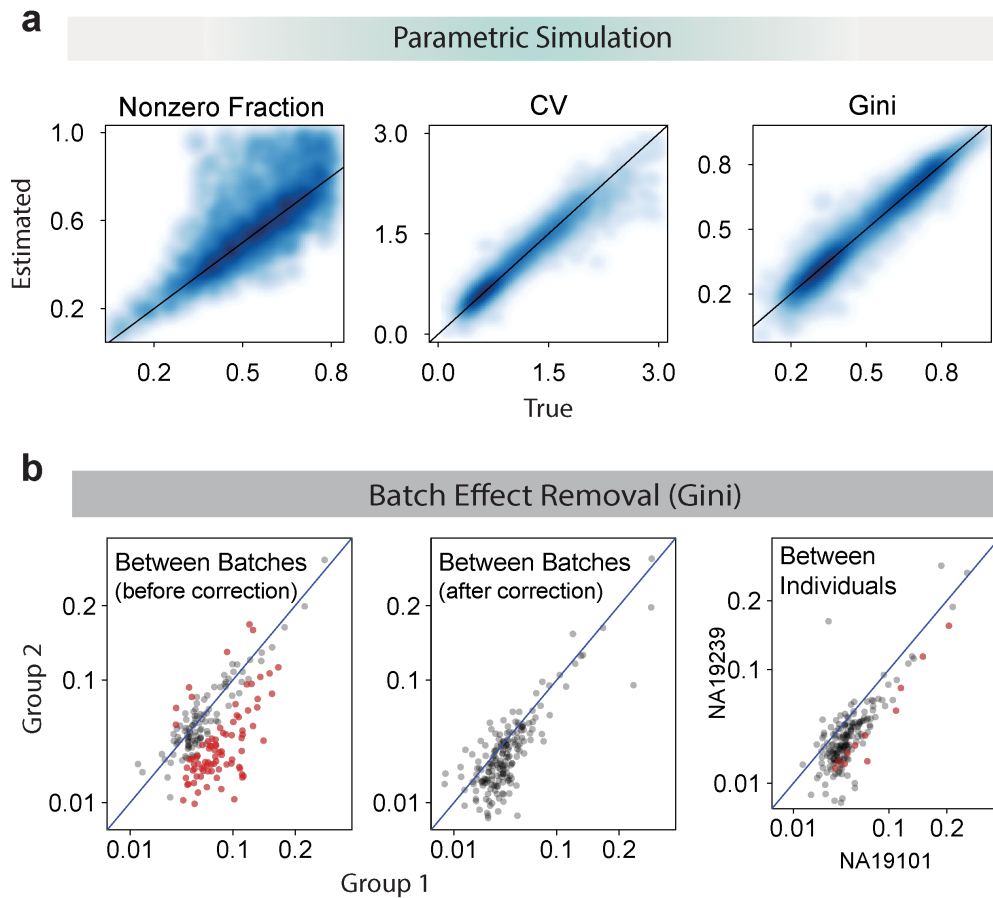 a
Parametric Simulation
Nonzero Fraction
CV
Gini
Estimated
1.0
0.6
0.2
0.2
0.5
0.8
3.0
1.5
0.0
0.0
1.5
3.0
0.8
0.5
0.2
0.2
0.5
0.8
True
b
Batch Effect Removal (Gini)
Between Batches
(before correction)
Between Batches
(after correction)
Between
Individuals
Group 2
0.2
0.1
0.01
0.01
0.1
0.2
0.2
0.1
0.01
0.01
0.1
0.2
Group 1
NA19239
0.2
0.1
0.01
0.01
0.1
0.2
NA19101